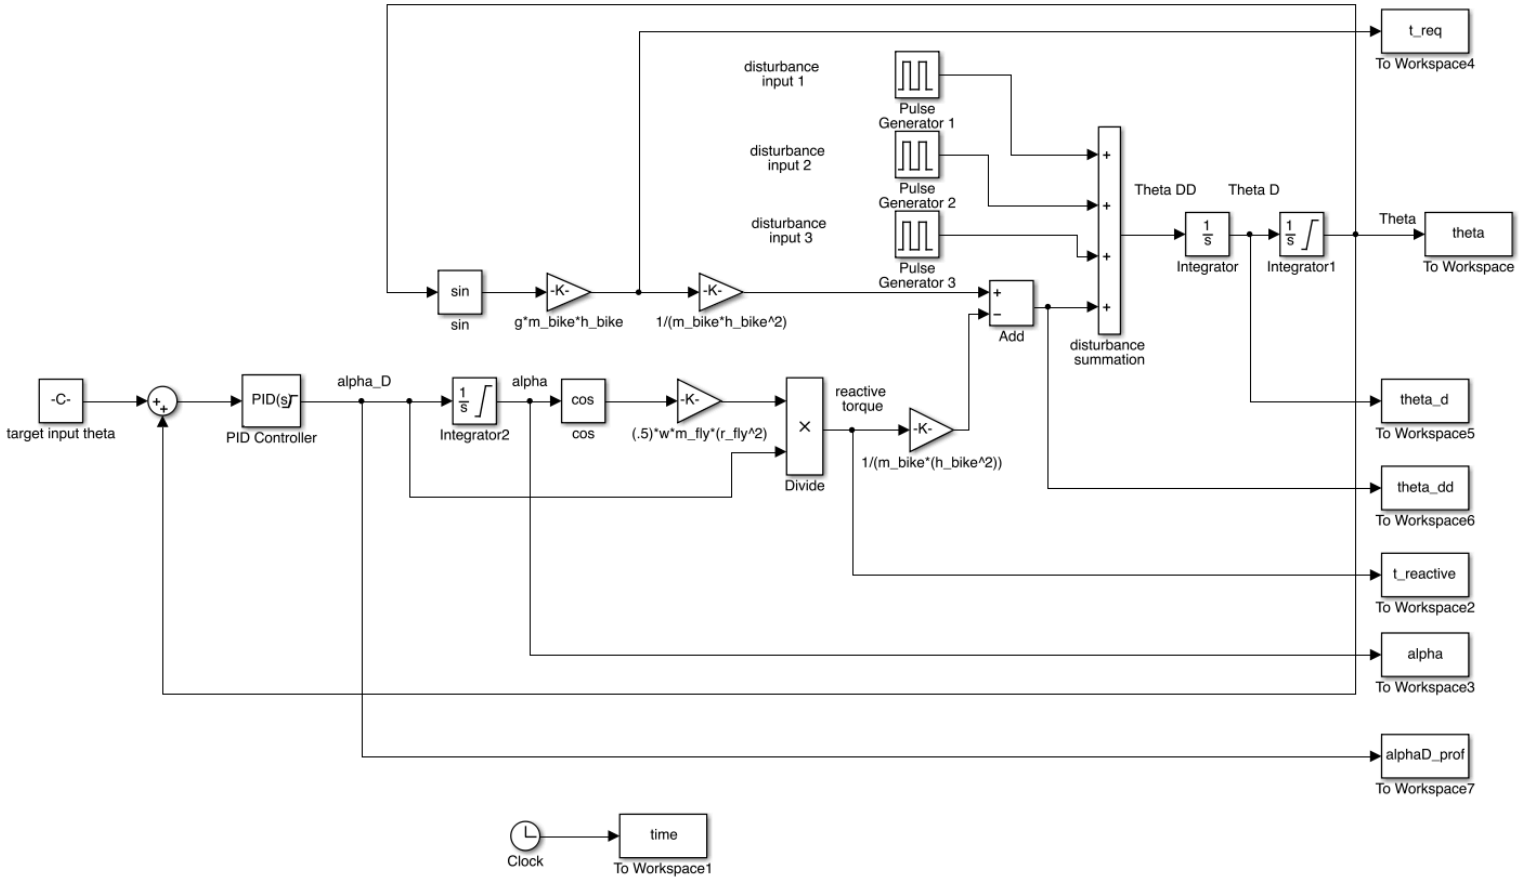 t_req
To Workspace4
disturbance
input 1
Pulse
Generator 1
disturbance
input 2
Pulse
Generator 2
disturbance
input 3
Pulse
Generator 3
+
+
+
+
disturbance
summation
Theta DD
1
s
Integrator
Theta D
1
s
Integrator1
Theta
theta
To Workspace
sin
sin
-K-
g*m_bike*h_bike
-K-
1/(m_bike*h_bike^2)
+
−
Add
-C-
target input theta
+
+
PID(s)
PID Controller
alpha_D
1
s
Integrator2
alpha
cos
cos
-K-
(.5)*w*m_fly*(r_fly^2)
×
Divide
reactive
torque
-K-
1/(m_bike*(h_bike^2))
theta_d
To Workspace5
theta_dd
To Workspace6
t_reactive
To Workspace2
alpha
To Workspace3
alphaD_prof
To Workspace7
Clock
time
To Workspace1